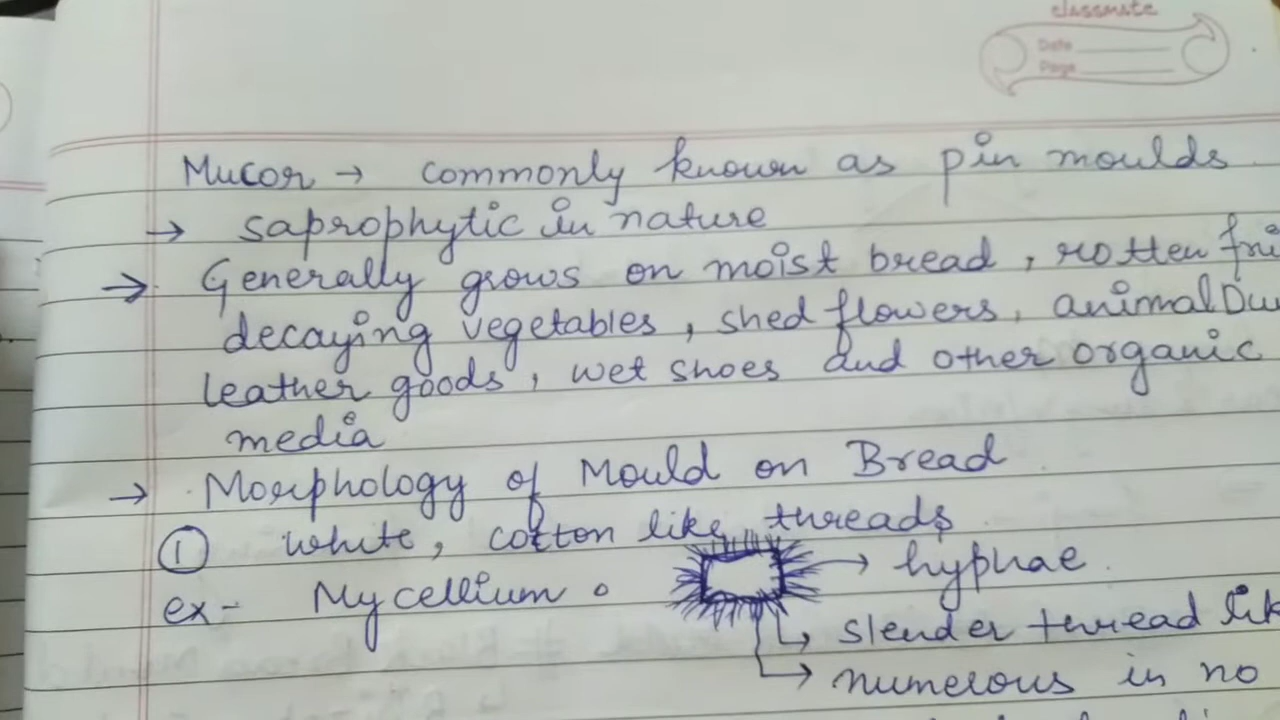 classmate
Date
Page
Mucor → commonly known as pin moulds
→ saprophytic in nature
→ Generally grows on moist bread, rotten
decaying vegetables, shed flowers, animal
leather goods, wet shoes and other organic
media
→ Morphology of Mould on Bread
① white, cotton like threads
→ hyphae
ex- Mycellium
↳ slender thread
→ numerous in no